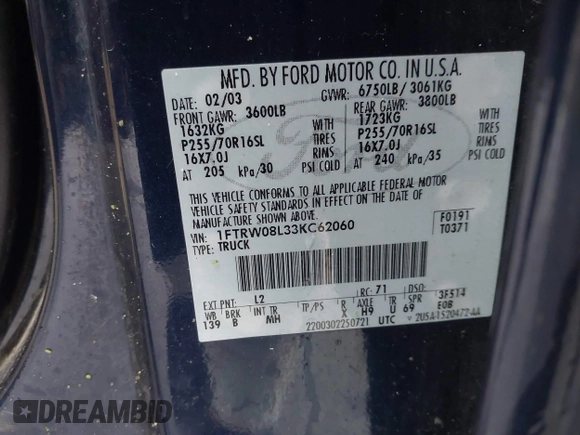 MFD. BY FORD MOTOR CO. IN U.S.A.
DATE: 02/03 GVWR: 6750LB/ 3061KG
FRONT GAWR: 3600LB REAR GAWR: 3800LB
1632KG WITH 1723KG WITH
P255/70R16SL TIRES P255/70R16SL TIRES
16X7.0J RIMS 16X7.0J RIMS
AT 205 kPa/30 PSI COLD AT 240 kPa/35 PSI COLD
THIS VEHICLE CONFORMS TO ALL APPLICABLE FEDERAL MOTOR
VEHICLE SAFETY STANDARDS IN EFFECT ON THE DATE OF
MANUFACTURE SHOWN ABOVE.
VIN: 1FTRW08L33KC62060 F0191
TYPE: TRUCK T0371
Ford
EXT PNT: L2 RC: 71 DSO: 3F514
WB BRK INT TR TP/PS R AXLE TR SPR EOB
139 B MH X H9 U 69
2200302250721 UTC
DREAMBID